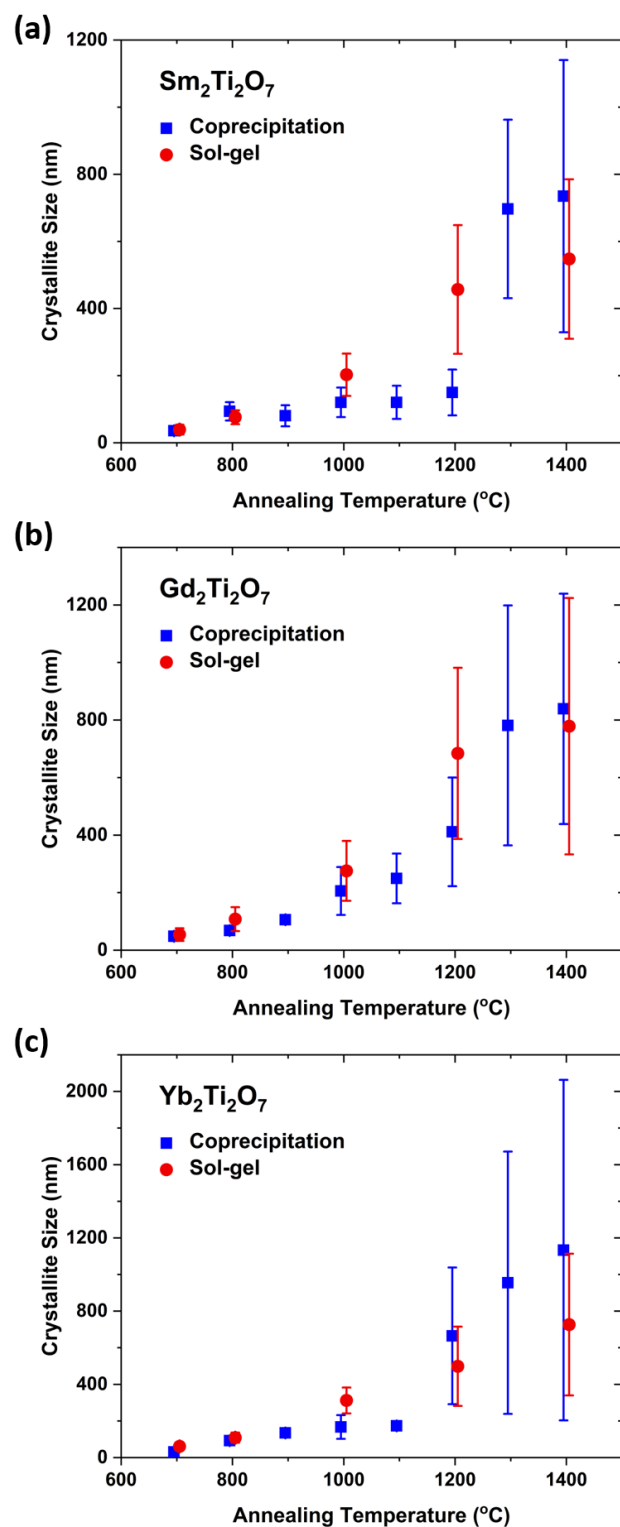 (a)
1200
800
400
0
Crystallite Size (nm)
Sm₂Ti₂O₇
Coprecipitation
Sol-gel
600 800 1000 1200 1400
Annealing Temperature (°C)
(b)
1200
800
400
0
Crystallite Size (nm)
Gd₂Ti₂O₇
Coprecipitation
Sol-gel
600 800 1000 1200 1400
Annealing Temperature (°C)
(c)
2000
1600
1200
800
400
0
Crystallite Size (nm)
Yb₂Ti₂O₇
Coprecipitation
Sol-gel
600 800 1000 1200 1400
Annealing Temperature (°C)